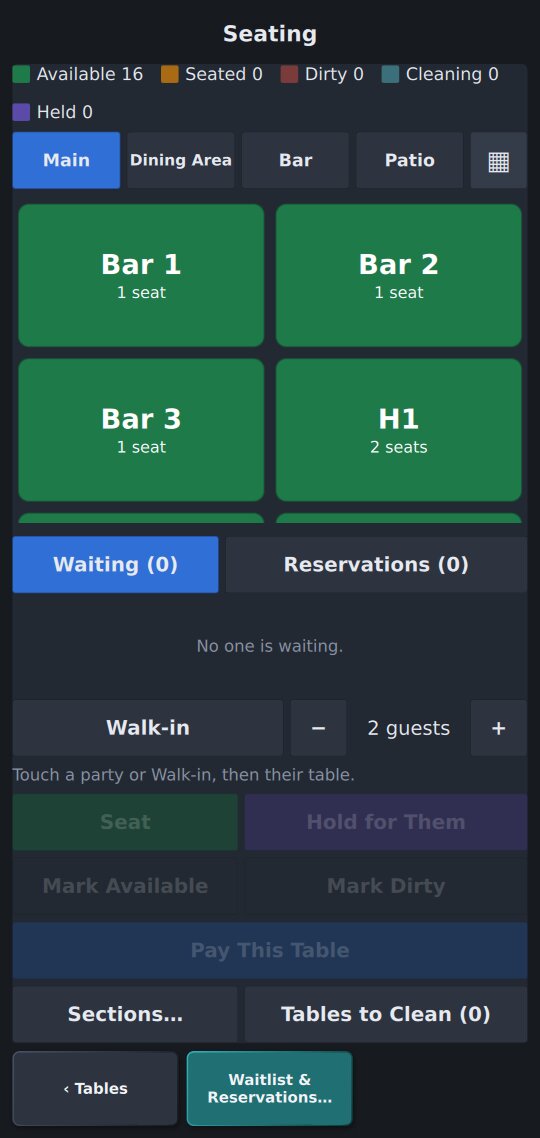 Seating
Available 16 Seated 0 Dirty 0 Cleaning 0
Held 0
Main Dining Area Bar Patio
Bar 1 Bar 2
1 seat 1 seat
Bar 3 H1
1 seat 2 seats
Waiting (0) Reservations (0)
No one is waiting.
Walk-in − 2 guests +
Touch a party or Walk-in, then their table.
Seat Hold for Them
Mark Available Mark Dirty
Pay This Table
Sections… Tables to Clean (0)
‹ Tables Waitlist &
Reservations…